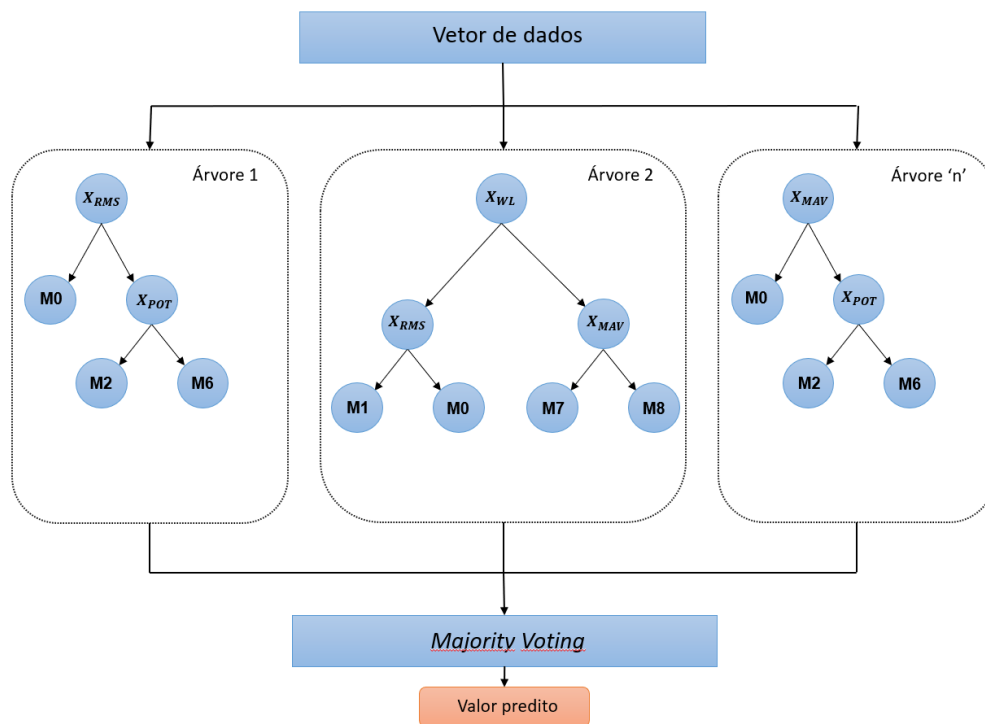 Vetor de dados
Árvore 1
Árvore 2
Árvore ‘n’
X_RMS
X_WL
X_MAV
M0
X_POT
X_RMS
X_MAV
M0
X_POT
M2
M6
M1
M0
M7
M8
M2
M6
Majority Voting
Valor predito